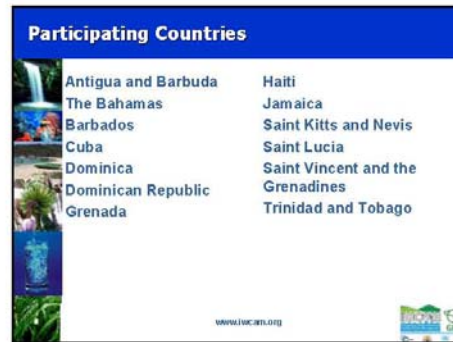 Participating Countries
Antigua and Barbuda
The Bahamas
Barbados
Cuba
Dominica
Dominican Republic
Grenada
Haiti
Jamaica
Saint Kitts and Nevis
Saint Lucia
Saint Vincent and the
Grenadines
Trinidad and Tobago
www.iwcam.org